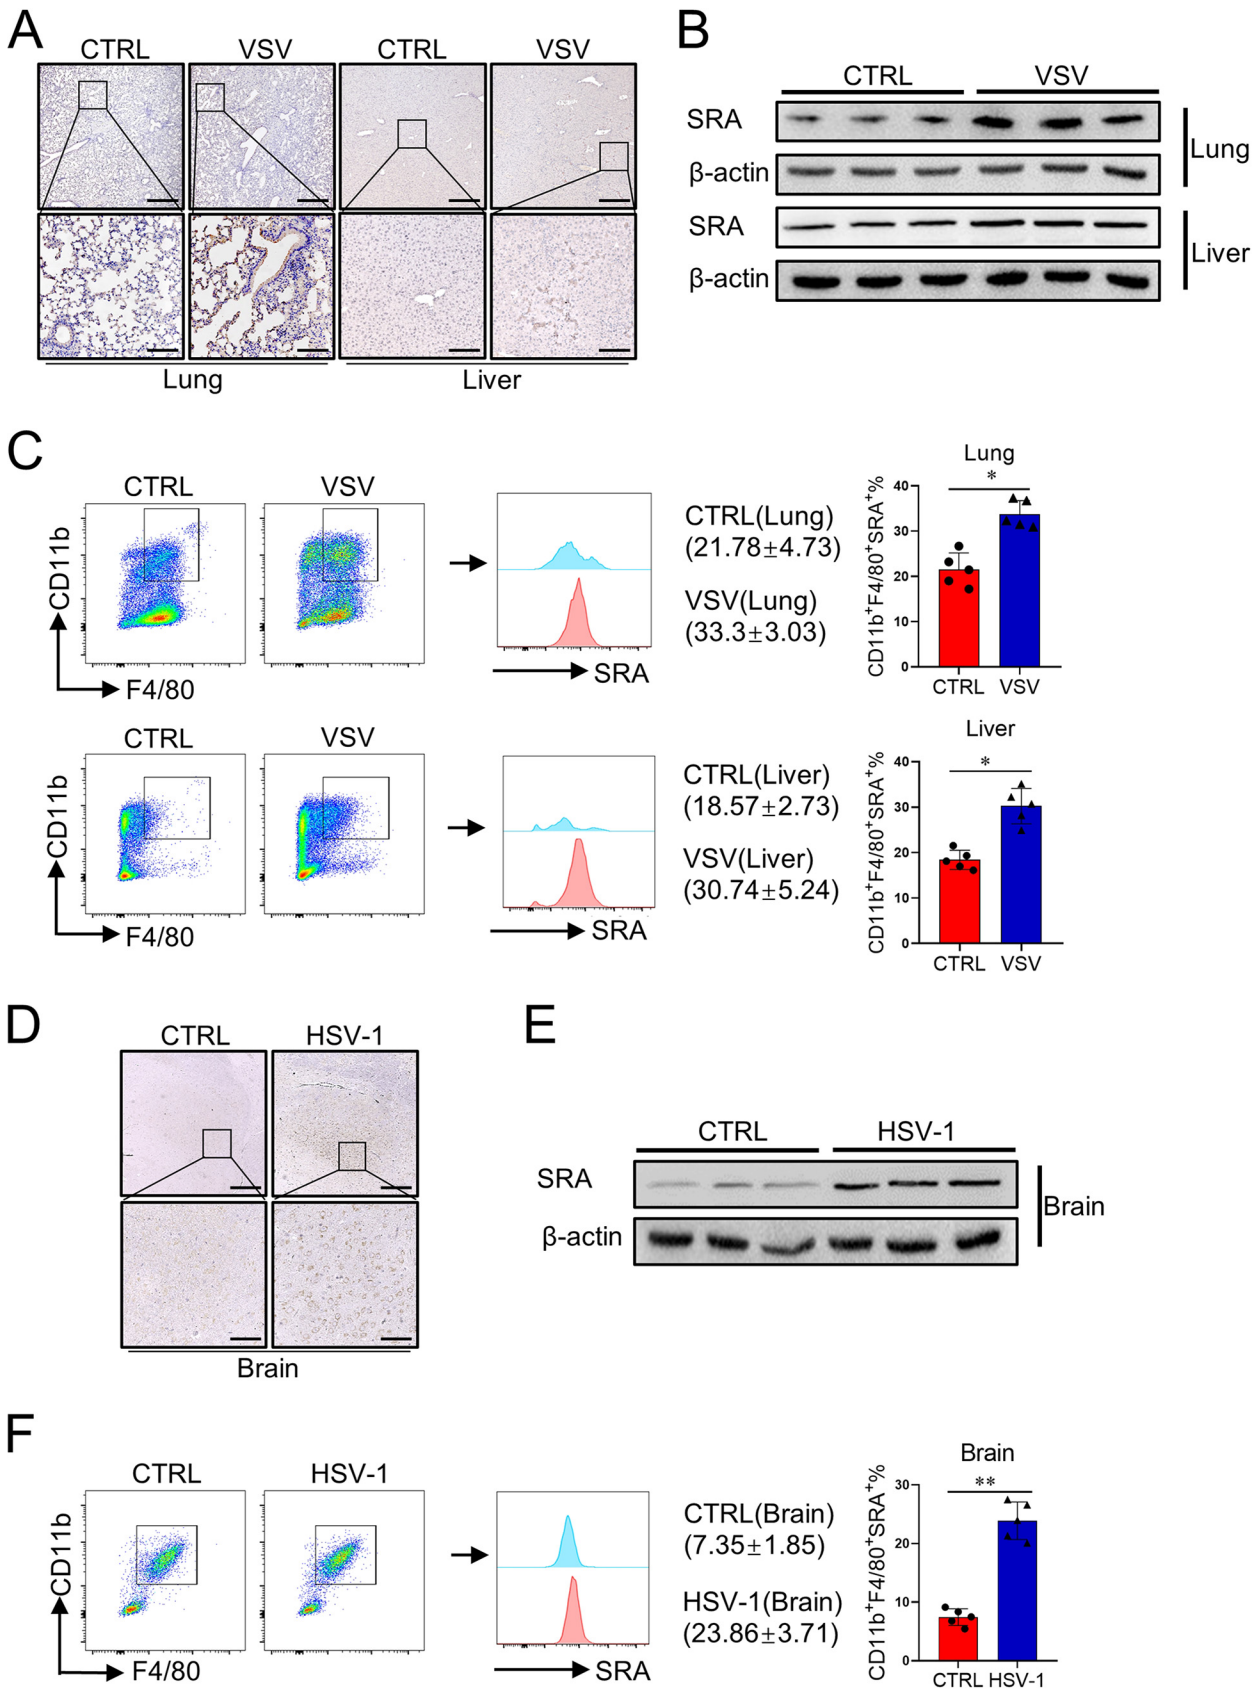 A
CTRL VSV CTRL VSV
Lung Liver
B
CTRL VSV
SRA
β-actin
Lung
SRA
β-actin
Liver
C
CTRL VSV
CD11b
F4/80
SRA
CTRL(Lung)
(21.78±4.73)
VSV(Lung)
(33.3±3.03)
Lung
*
CD11b+F4/80+SRA+%
40
30
20
10
0
CTRL VSV
CTRL VSV
CD11b
F4/80
SRA
CTRL(Liver)
(18.57±2.73)
VSV(Liver)
(30.74±5.24)
Liver
*
CD11b+F4/80+SRA+%
40
30
20
10
0
CTRL VSV
D
CTRL HSV-1
Brain
E
CTRL HSV-1
SRA
β-actin
Brain
F
CTRL HSV-1
CD11b
F4/80
SRA
CTRL(Brain)
(7.35±1.85)
HSV-1(Brain)
(23.86±3.71)
Brain
**
CD11b+F4/80+SRA+%
30
20
10
0
CTRL HSV-1